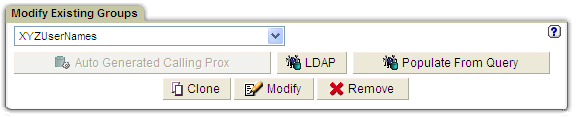 Modify Existing Groups
XYZUserNames
?
Auto Generated Calling Prox LDAP Populate From Query
Clone Modify Remove